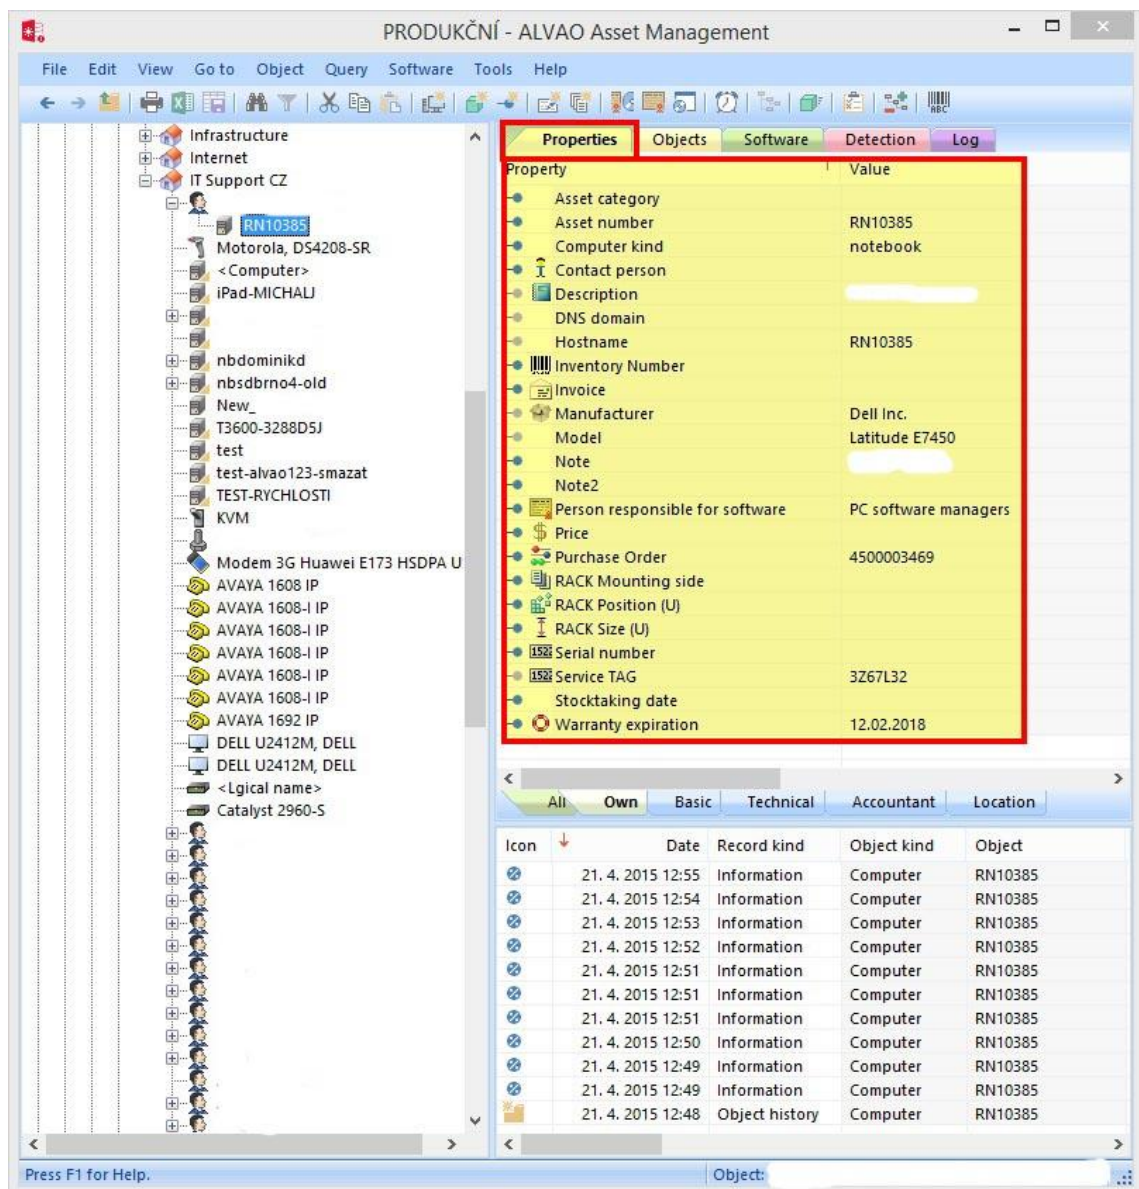 PRODUKČNÍ - ALVAO Asset Management
File Edit View Go to Object Query Software Tools Help
Infrastructure
Internet
IT Support CZ
RN10385
Motorola, DS4208-SR
<Computer>
iPad-MICHALJ
nbdominikd
nbsdbrno4-old
New_
T3600-3288D5J
test
test-alvao123-smazat
TEST-RYCHLOSTI
KVM
Modem 3G Huawei E173 HSDPA U
AVAYA 1608 IP
AVAYA 1608-I IP
AVAYA 1608-I IP
AVAYA 1608-I IP
AVAYA 1608-I IP
AVAYA 1608-I IP
AVAYA 1692 IP
DELL U2412M, DELL
DELL U2412M, DELL
<Lgical name>
Catalyst 2960-S
Properties Objects Software Detection Log
Property Value
Asset category
Asset number RN10385
Computer kind notebook
Contact person
Description
DNS domain
Hostname RN10385
Inventory Number
Invoice
Manufacturer Dell Inc.
Model Latitude E7450
Note
Note2
Person responsible for software PC software managers
Price
Purchase Order 4500003469
RACK Mounting side
RACK Position (U)
RACK Size (U)
Serial number
Service TAG 3Z67L32
Stocktaking date
Warranty expiration 12.02.2018
All Own Basic Technical Accountant Location
Icon Date Record kind Object kind Object
21. 4. 2015 12:55 Information Computer RN10385
21. 4. 2015 12:54 Information Computer RN10385
21. 4. 2015 12:53 Information Computer RN10385
21. 4. 2015 12:52 Information Computer RN10385
21. 4. 2015 12:51 Information Computer RN10385
21. 4. 2015 12:51 Information Computer RN10385
21. 4. 2015 12:51 Information Computer RN10385
21. 4. 2015 12:50 Information Computer RN10385
21. 4. 2015 12:49 Information Computer RN10385
21. 4. 2015 12:49 Information Computer RN10385
21. 4. 2015 12:48 Object history Computer RN10385
Press F1 for Help. Object: